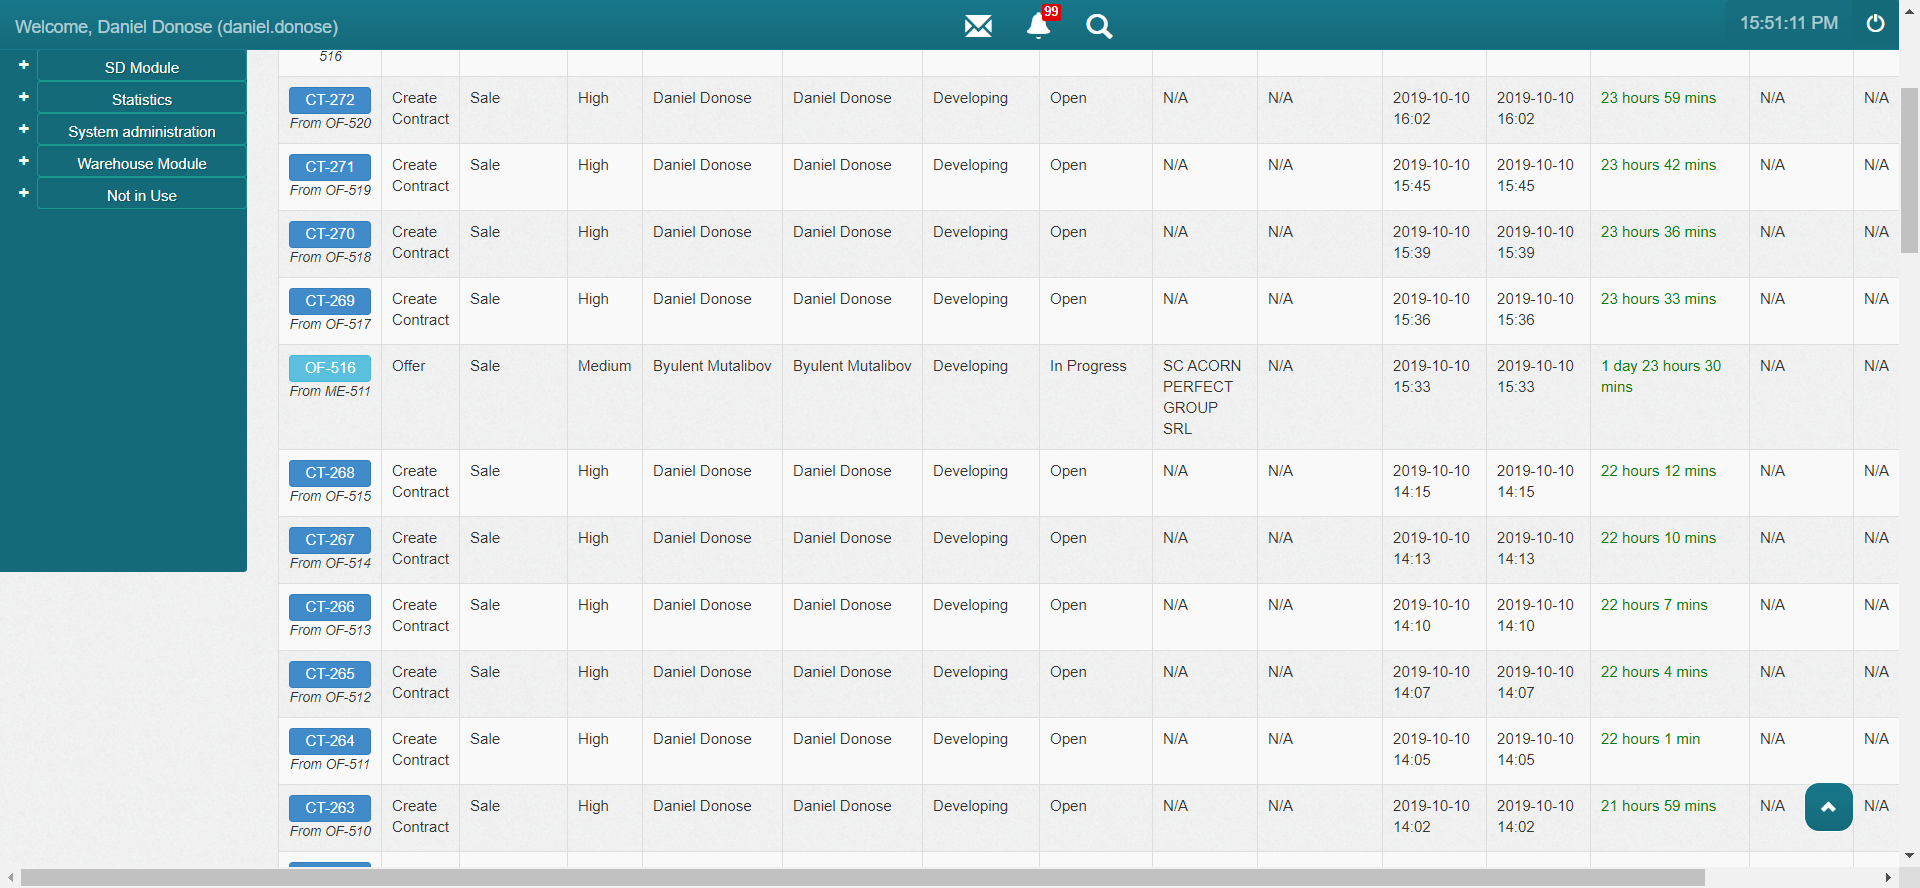 Welcome, Daniel Donose (daniel.donose)
99
15:51:11 PM
SD Module
Statistics
System administration
Warehouse Module
Not in Use
516
CT-272 Create Sale High Daniel Donose Daniel Donose Developing Open N/A N/A 2019-10-10 2019-10-10 23 hours 59 mins N/A N/A
From OF-520 Contract 16:02 16:02
CT-271 Create Sale High Daniel Donose Daniel Donose Developing Open N/A N/A 2019-10-10 2019-10-10 23 hours 42 mins N/A N/A
From OF-519 Contract 15:45 15:45
CT-270 Create Sale High Daniel Donose Daniel Donose Developing Open N/A N/A 2019-10-10 2019-10-10 23 hours 36 mins N/A N/A
From OF-518 Contract 15:39 15:39
CT-269 Create Sale High Daniel Donose Daniel Donose Developing Open N/A N/A 2019-10-10 2019-10-10 23 hours 33 mins N/A N/A
From OF-517 Contract 15:36 15:36
OF-516 Offer Sale Medium Byulent Mutalibov Byulent Mutalibov Developing In Progress SC ACORN N/A 2019-10-10 2019-10-10 1 day 23 hours 30 N/A N/A
From ME-511 PERFECT 15:33 15:33 mins
GROUP
SRL
CT-268 Create Sale High Daniel Donose Daniel Donose Developing Open N/A N/A 2019-10-10 2019-10-10 22 hours 12 mins N/A N/A
From OF-515 Contract 14:15 14:15
CT-267 Create Sale High Daniel Donose Daniel Donose Developing Open N/A N/A 2019-10-10 2019-10-10 22 hours 10 mins N/A N/A
From OF-514 Contract 14:13 14:13
CT-266 Create Sale High Daniel Donose Daniel Donose Developing Open N/A N/A 2019-10-10 2019-10-10 22 hours 7 mins N/A N/A
From OF-513 Contract 14:10 14:10
CT-265 Create Sale High Daniel Donose Daniel Donose Developing Open N/A N/A 2019-10-10 2019-10-10 22 hours 4 mins N/A N/A
From OF-512 Contract 14:07 14:07
CT-264 Create Sale High Daniel Donose Daniel Donose Developing Open N/A N/A 2019-10-10 2019-10-10 22 hours 1 min N/A N/A
From OF-511 Contract 14:05 14:05
CT-263 Create Sale High Daniel Donose Daniel Donose Developing Open N/A N/A 2019-10-10 2019-10-10 21 hours 59 mins N/A N/A
From OF-510 Contract 14:02 14:02